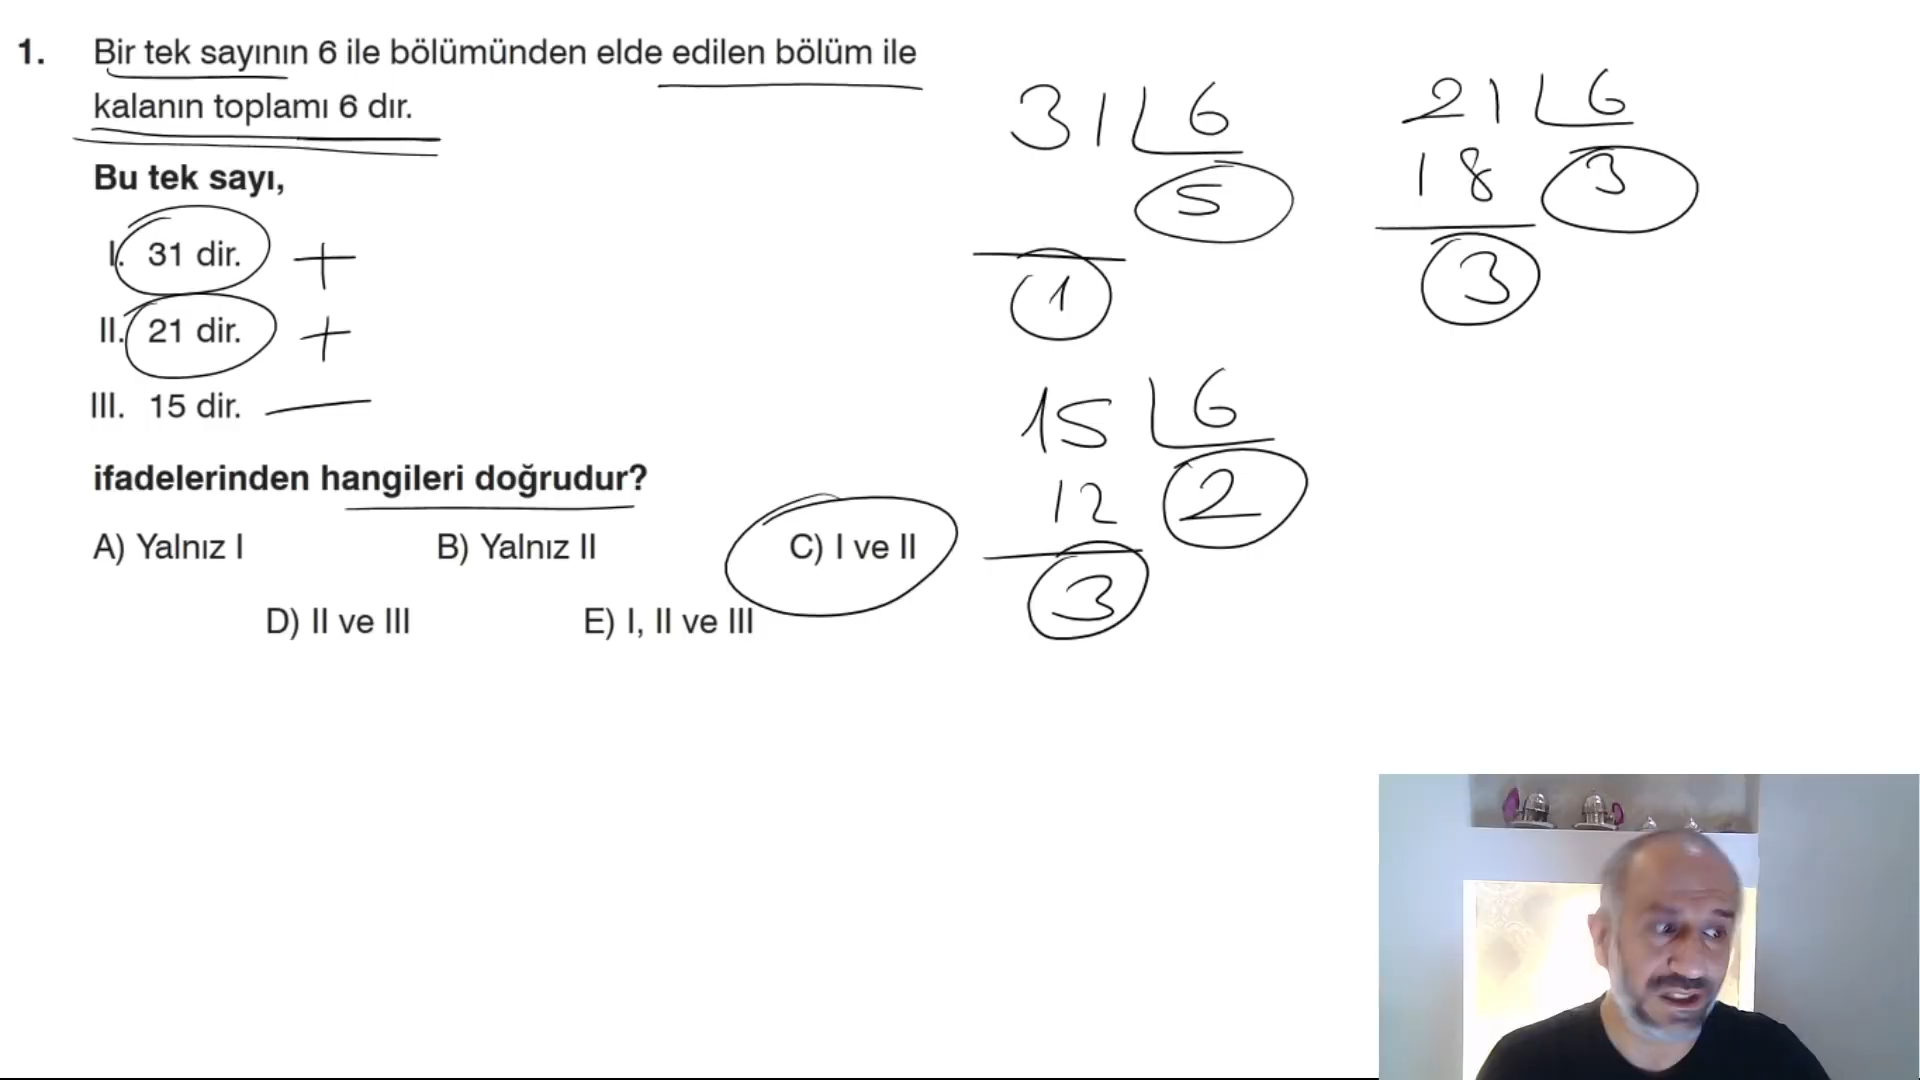 1. Bir tek sayının 6 ile bölümünden elde edilen bölüm ile
kalanın toplamı 6 dır.
Bu tek sayı,
I. 31 dir. +
II. 21 dir. +
III. 15 dir. —
ifadelerinden hangileri doğrudur?
A) Yalnız I B) Yalnız II C) I ve II
D) II ve III E) I, II ve III
31 6
5
1
21 6
18 3
3
15 6
12 2
3